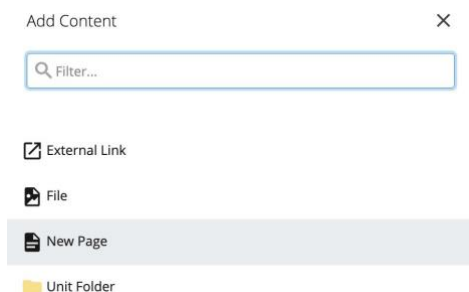 Add Content
Filter...
External Link
File
New Page
Unit Folder